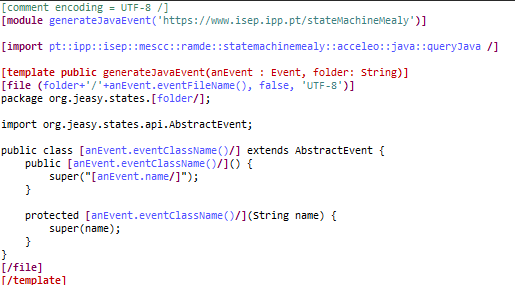 [comment encoding = UTF-8 /]
[module generateJavaEvent('https://www.isep.ipp.pt/stateMachineMealy')]
[import pt::ipp::isep::mescc::ramde::statemachinemealy::acceleo::java::queryJava /]
[template public generateJavaEvent(anEvent : Event, folder: String)]
[file (folder+'/'+anEvent.eventFileName(), false, 'UTF-8')]
package org.jeasy.states.[folder/];
import org.jeasy.states.api.AbstractEvent;
public class [anEvent.eventClassName()/] extends AbstractEvent {
    public [anEvent.eventClassName()/]() {
        super("[anEvent.name/]");
    }
    protected [anEvent.eventClassName()/](String name) {
        super(name);
    }
}
[/file]
[/template]